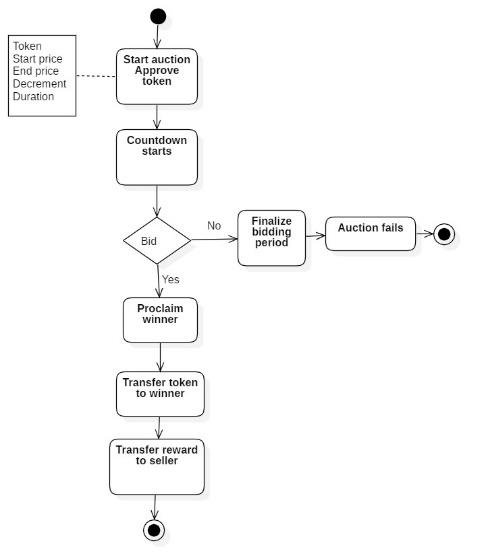 Token
Start price
End price
Decrement
Duration
Start auction
Approve
token
Countdown
starts
Bid
No
Finalize
bidding
period
Auction fails
Yes
Proclaim
winner
Transfer token
to winner
Transfer reward
to seller